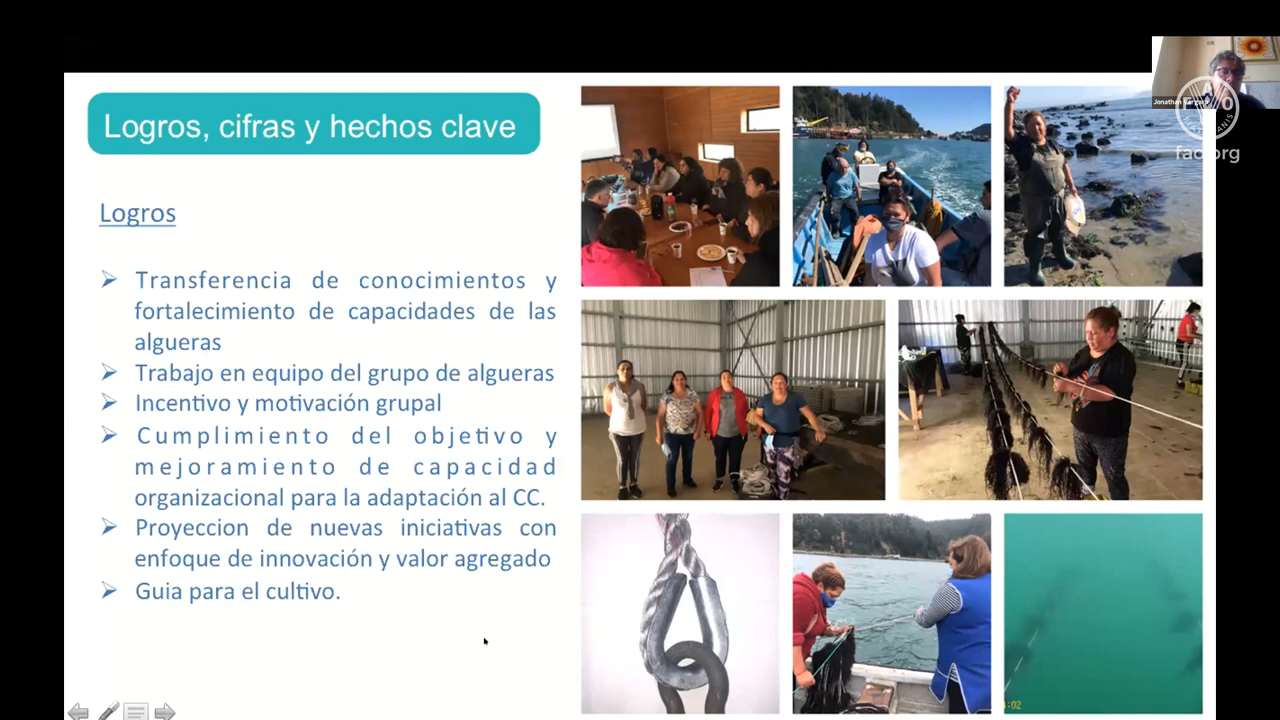 Logros, cifras y hechos clave
Logros
Transferencia de conocimientos y
fortalecimiento de capacidades de las
algueras
Trabajo en equipo del grupo de algueras
Incentivo y motivación grupal
Cumplimiento del objetivo y
mejoramiento de capacidad
organizacional para la adaptación al CC.
Proyeccion de nuevas iniciativas con
enfoque de innovación y valor agregado
Guia para el cultivo.
Jonathan
fao.org
:02